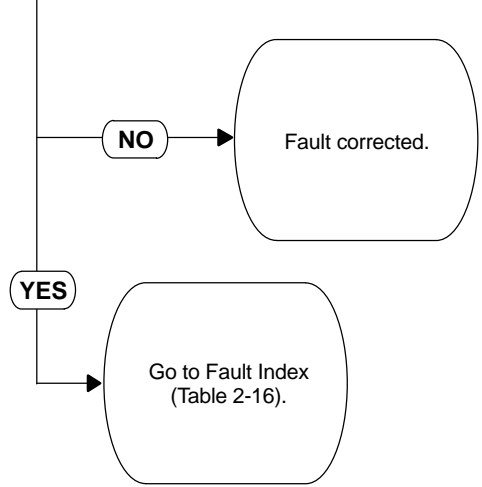 NO
Fault corrected.
YES
Go to Fault Index
(Table 2-16).